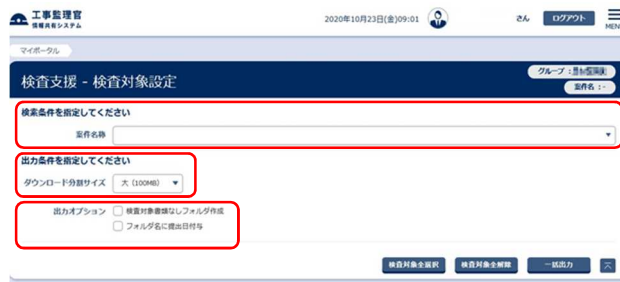 工事監理官
情報共有システム
2020年10月23日(金)09:01
さん
ログアウト
MEN
マイポータル
検査支援 - 検査対象設定
グループ :
案件名 : -
検索条件を指定してください
案件名称
出力条件を指定してください
ダウンロード分割サイズ
大 (100MB)
出力オプション
検査対象書類なしフォルダ作成
フォルダ名に提出日付与
検査対象全選択
検査対象全解除
一括出力